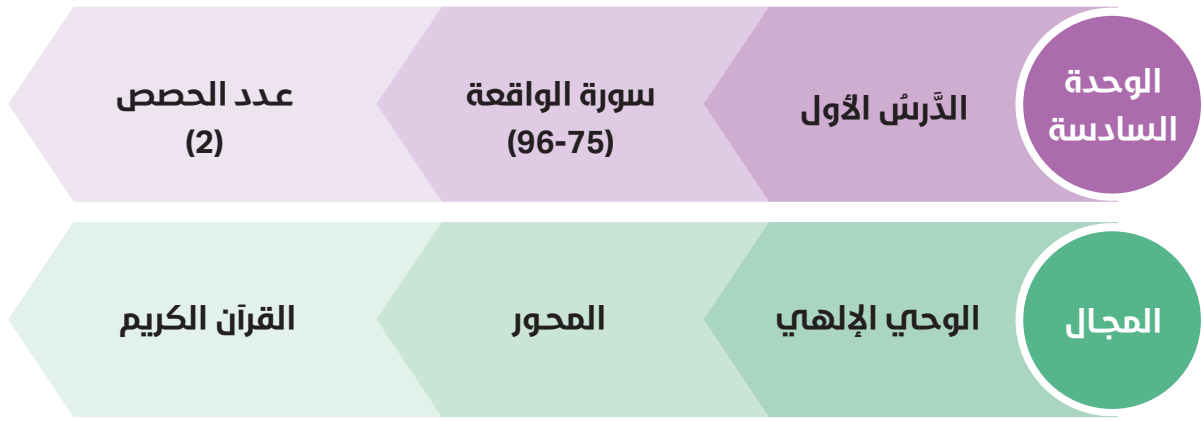 الوحدة
السادسة
الدَّرسُ الأول
سورة الواقعة
(75-96)
عدد الحصص
(2)
المجال
الوحي الإلهي
المحور
القرآن الكريم